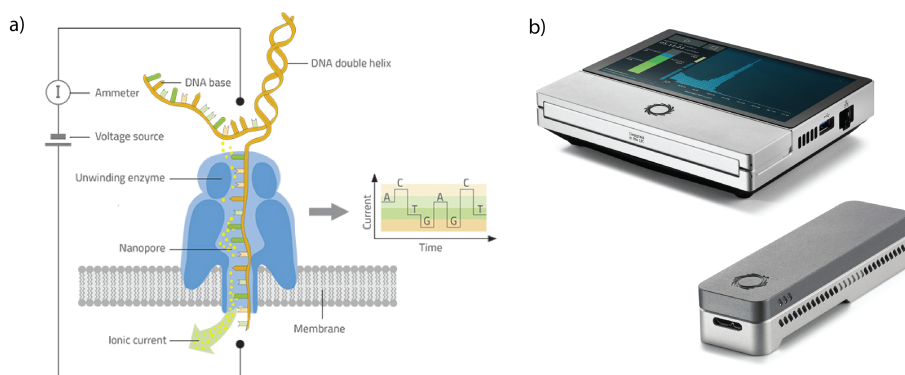 a)
DNA base
DNA double helix
Ammeter
I
Voltage source
Unwinding enzyme
Nanopore
Ionic current
Membrane
Current
A
C
T
G
A
G
C
T
Time
b)